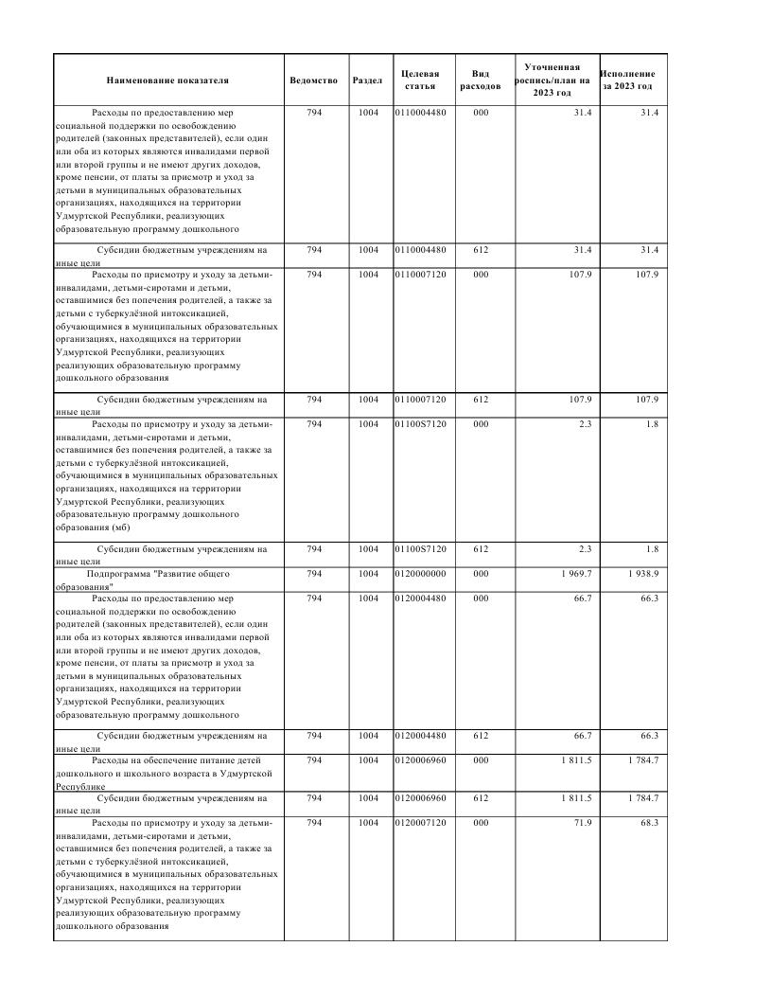 Наименование показателя Ведомство Раздел Целевая статья Вид расходов Уточненная роспись/план на 2023 год Исполнение за 2023 год
Расходы по предоставлению мер 794 1004 0110004480 000 31.4 31.4
социальной поддержки по освобождению
родителей (законных представителей), если один
или оба из которых являются инвалидами первой
или второй группы и не имеют других доходов,
кроме пенсии, от платы за присмотр и уход за
детьми в муниципальных образовательных
организациях, находящихся на территории
Удмуртской Республики, реализующих
образовательную программу дошкольного
Субсидии бюджетным учреждениям на 794 1004 0110004480 612 31.4 31.4
иные цели
Расходы по присмотру и уходу за детьми- 794 1004 0110007120 000 107.9 107.9
инвалидами, детьми-сиротами и детьми,
оставшимися без попечения родителей, а также за
детьми с туберкулёзной интоксикацией,
обучающимися в муниципальных образовательных
организациях, находящихся на территории
Удмуртской Республики, реализующих
реализующих образовательную программу
дошкольного образования
Субсидии бюджетным учреждениям на 794 1004 0110007120 612 107.9 107.9
иные цели
Расходы по присмотру и уходу за детьми- 794 1004 01100S7120 000 2.3 1.8
инвалидами, детьми-сиротами и детьми,
оставшимися без попечения родителей, а также за
детьми с туберкулёзной интоксикацией,
обучающимися в муниципальных образовательных
организациях, находящихся на территории
Удмуртской Республики, реализующих
образовательную программу дошкольного
образования (мб)
Субсидии бюджетным учреждениям на 794 1004 01100S7120 612 2.3 1.8
иные цели
Подпрограмма "Развитие общего 794 1004 0120000000 000 1 969.7 1 938.9
образования"
Расходы по предоставлению мер 794 1004 0120004480 000 66.7 66.3
социальной поддержки по освобождению
родителей (законных представителей), если один
или оба из которых являются инвалидами первой
или второй группы и не имеют других доходов,
кроме пенсии, от платы за присмотр и уход за
детьми в муниципальных образовательных
организациях, находящихся на территории
Удмуртской Республики, реализующих
образовательную программу дошкольного
Субсидии бюджетным учреждениям на 794 1004 0120004480 612 66.7 66.3
иные цели
Расходы на обеспечение питание детей 794 1004 0120006960 000 1 811.5 1 784.7
дошкольного и школьного возраста в Удмуртской
Республике
Субсидии бюджетным учреждениям на 794 1004 0120006960 612 1 811.5 1 784.7
иные цели
Расходы по присмотру и уходу за детьми- 794 1004 0120007120 000 71.9 68.3
инвалидами, детьми-сиротами и детьми,
оставшимися без попечения родителей, а также за
детьми с туберкулёзной интоксикацией,
обучающимися в муниципальных образовательных
организациях, находящихся на территории
Удмуртской Республики, реализующих
реализующих образовательную программу
дошкольного образования